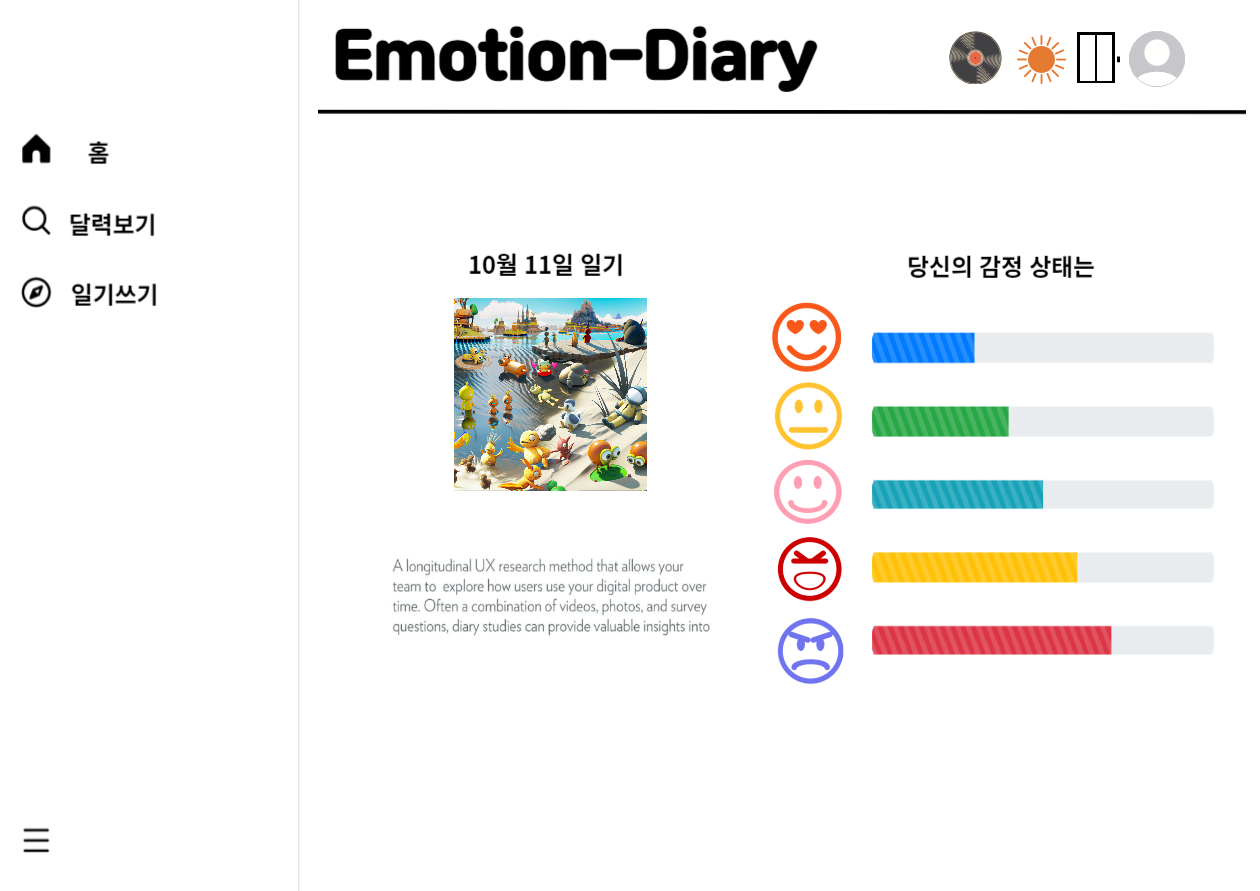 Emotion-Diary
홈
달력보기
일기쓰기
10월 11일 일기
A longitudinal UX research method that allows your
team to explore how users use your digital product over
time. Often a combination of videos, photos, and survey
questions, diary studies can provide valuable insights into
당신의 감정 상태는